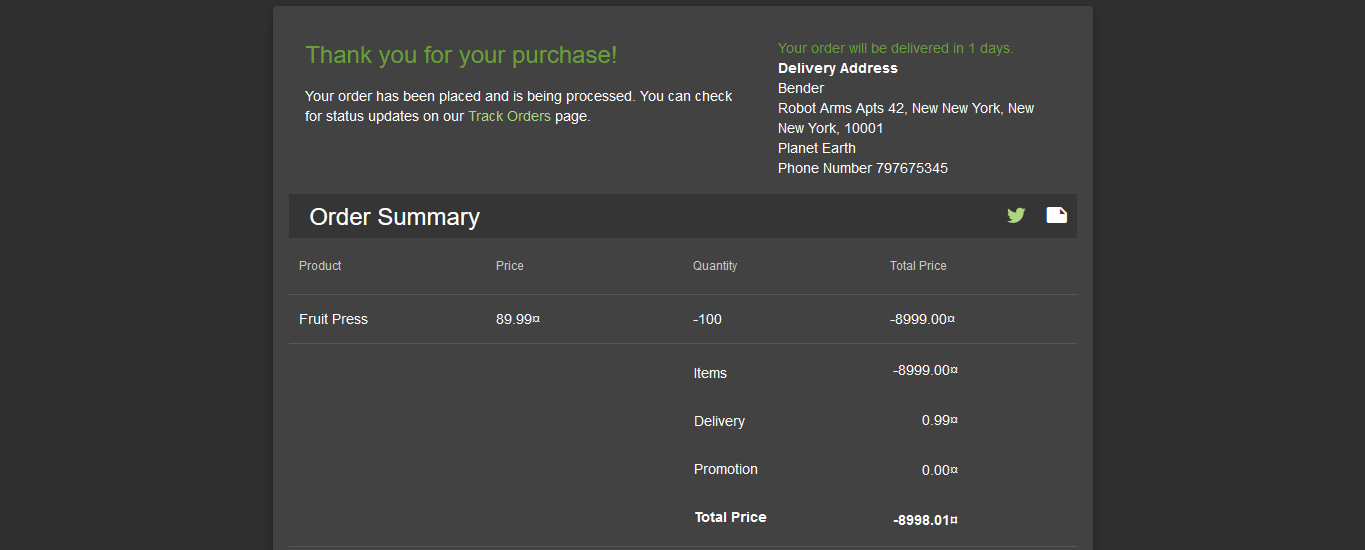 Thank you for your purchase!
Your order has been placed and is being processed. You can check
for status updates on our Track Orders page.
Your order will be delivered in 1 days.
Delivery Address
Bender
Robot Arms Apts 42, New New York, New
New York, 10001
Planet Earth
Phone Number 797675345
Order Summary
Product Price Quantity Total Price
Fruit Press 89.99¤ -100 -8999.00¤
Items -8999.00¤
Delivery 0.99¤
Promotion 0.00¤
Total Price -8998.01¤